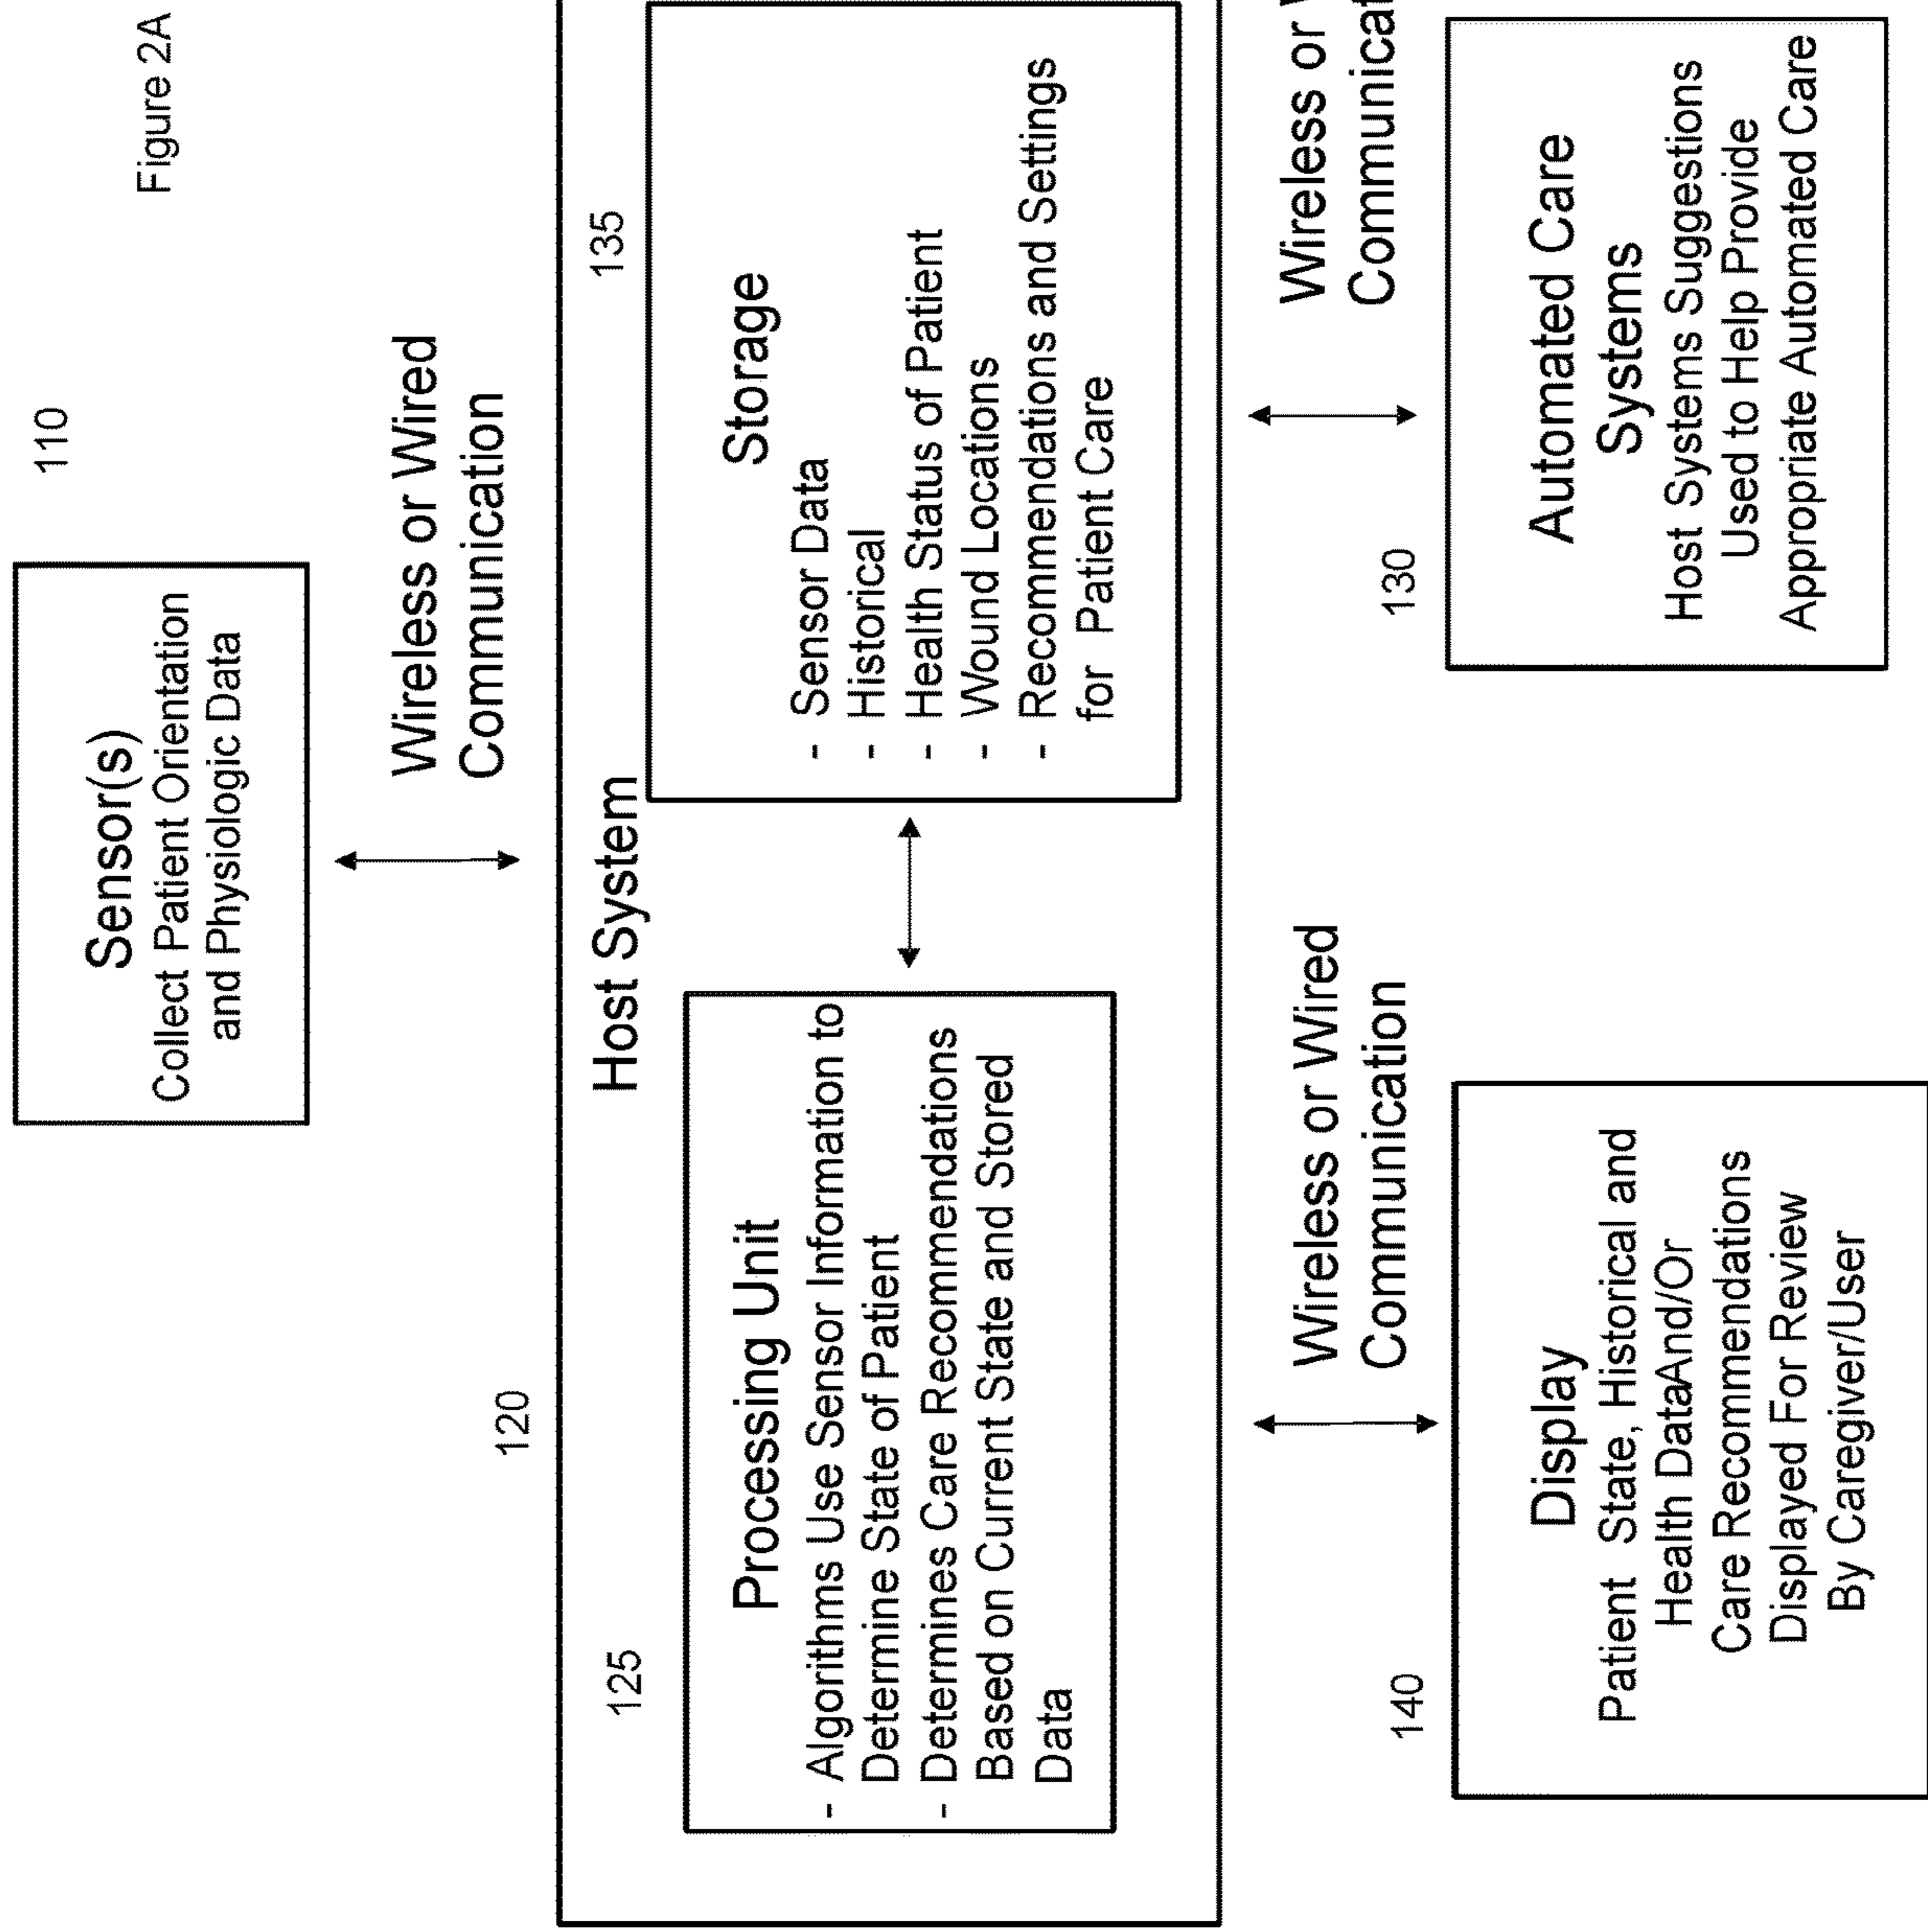 Figure 2A
110
Sensor(s)
Collect Patient Orientation
and Physiologic Data
Wireless or Wired
Communication
120
Host System
125
Processing Unit
- Algorithms Use Sensor Information to
Determine State of Patient
- Determines Care Recommendations
Based on Current State and Stored
Data
135
Storage
- Sensor Data
- Historical
- Health Status of Patient
- Wound Locations
- Recommendations and Settings
for Patient Care
Wireless or Wired
Communication
140
Display
Patient State, Historical and
Health DataAnd/Or
Care Recommendations
Displayed For Review
By Caregiver/User
Wireless or
130
Automated Care
Systems
Host Systems Suggestions
Used to Help Provide
Appropriate Automated Care